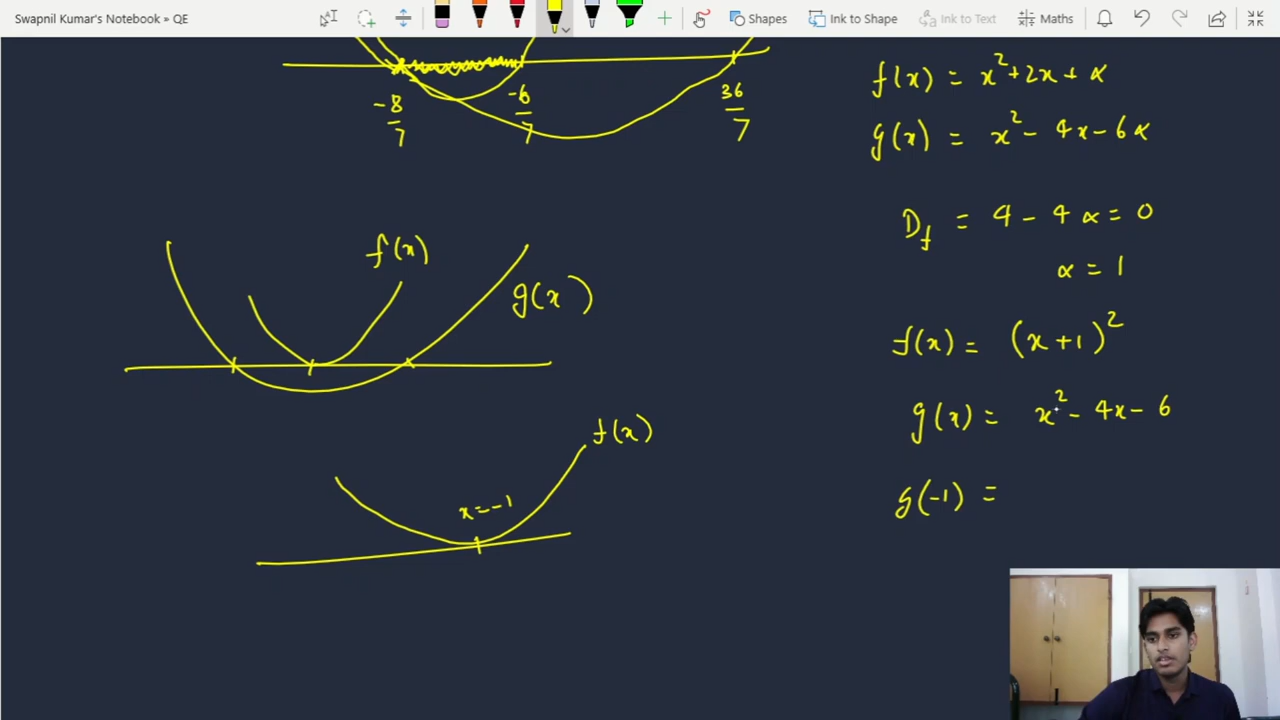 Swapnil Kumar's Notebook » QE
Shapes
Ink to Shape
Ink to Text
Maths
-8/7
-6/7
36/7
f(x) = x²+2x+α
g(x) = x²-4x-6α
D_f = 4-4α=0
α = 1
f(x)
g(x)
f(x) = (x+1)²
g(x) = x²-4x-6
f(x)
x=-1
g(-1) =